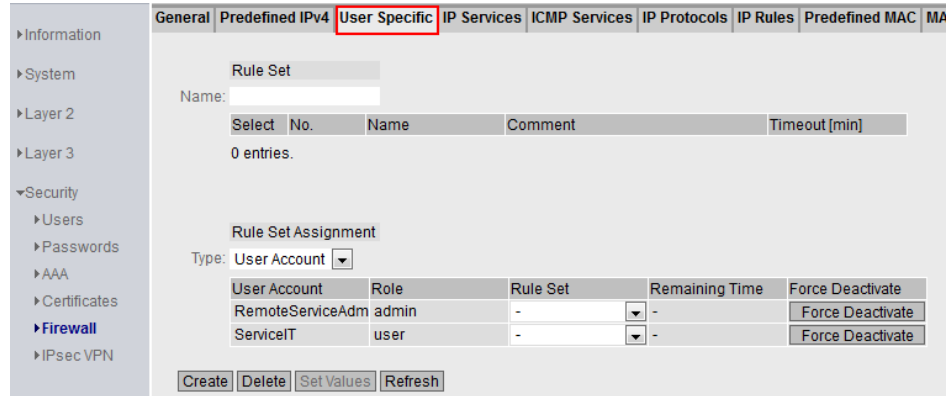 General Predefined IPv4 User Specific IP Services ICMP Services IP Protocols IP Rules Predefined MAC MA
Information
System
Layer 2
Layer 3
Security
Users
Passwords
AAA
Certificates
Firewall
IPsec VPN
Rule Set
Name:
Select No. Name Comment Timeout [min]
0 entries.
Rule Set Assignment
Type: User Account
User Account Role Rule Set Remaining Time Force Deactivate
RemoteServiceAdm admin - - Force Deactivate
ServiceIT user - - Force Deactivate
Create Delete Set Values Refresh